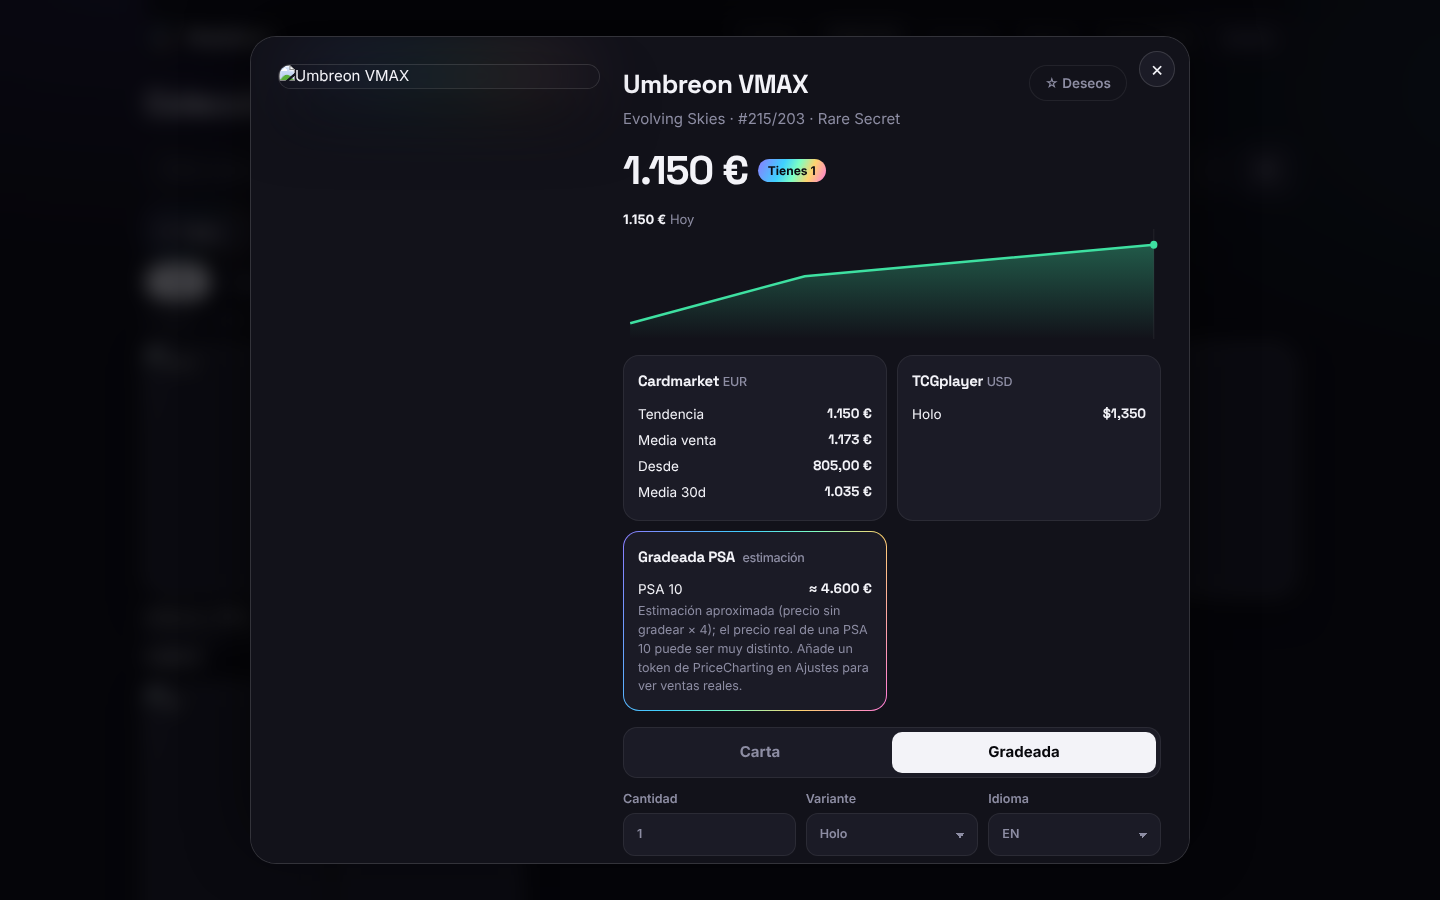 Umbreon VMAX
Umbreon VMAX
☆ Deseos
×
Evolving Skies · #215/203 · Rare Secret
1.150 € Tienes 1
1.150 € Hoy
Cardmarket EUR
Tendencia 1.150 €
Media venta 1.173 €
Desde 805,00 €
Media 30d 1.035 €
TCGplayer USD
Holo $1,350
Gradeada PSA estimación
PSA 10 ≈ 4.600 €
Estimación aproximada (precio sin
gradear × 4); el precio real de una PSA
10 puede ser muy distinto. Añade un
token de PriceCharting en Ajustes para
ver ventas reales.
Carta Gradeada
Cantidad Variante Idioma
1 Holo EN